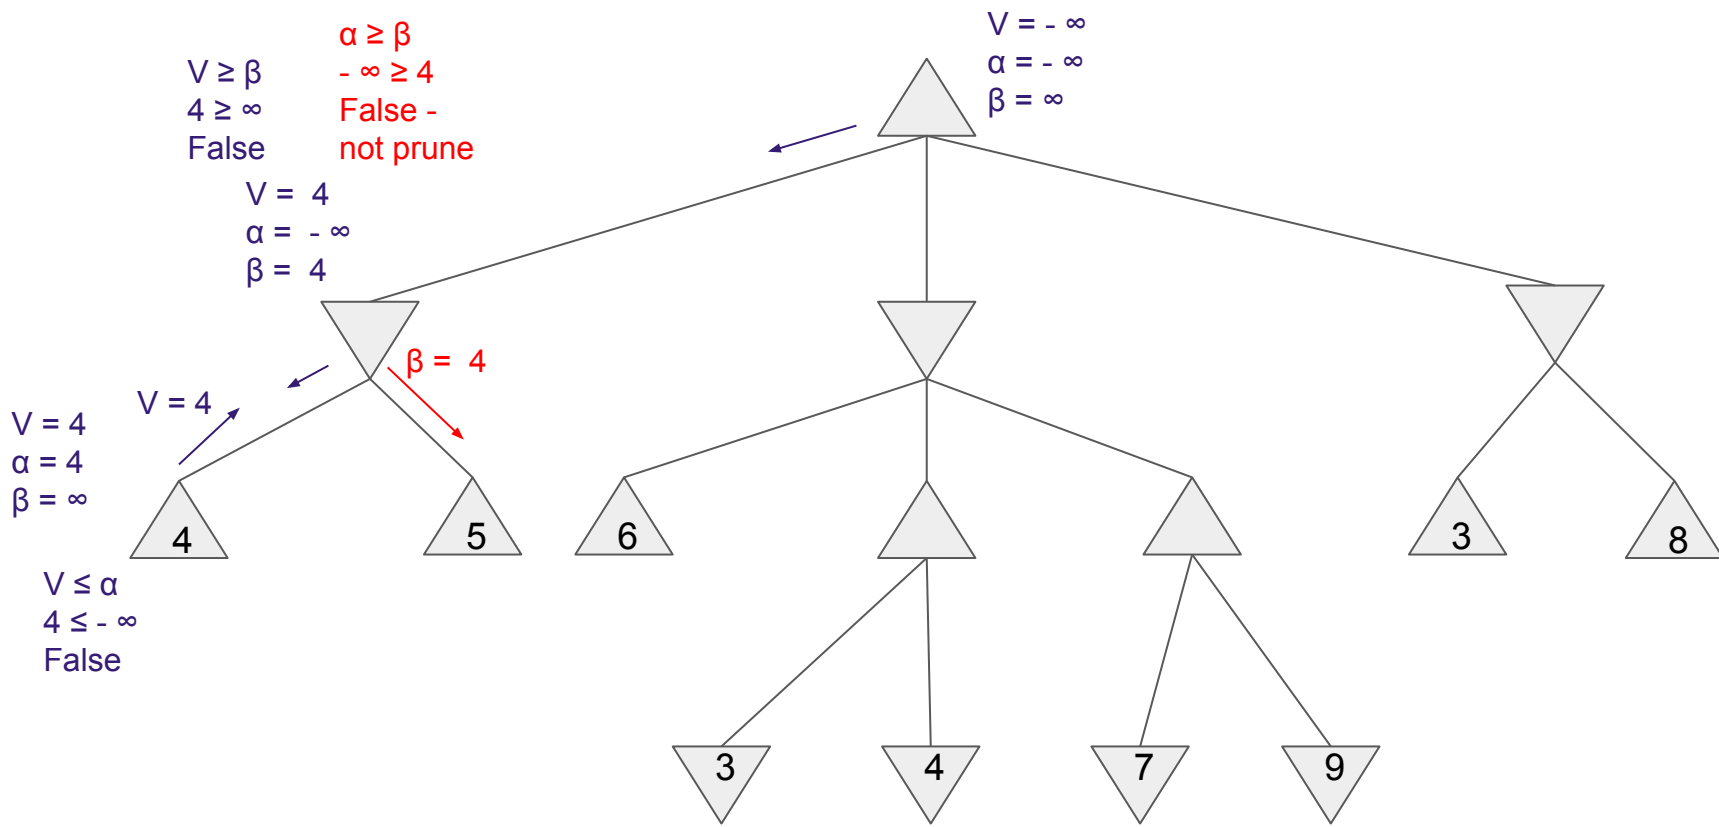 V = - ∞
α = - ∞
β = ∞
α ≥ β
- ∞ ≥ 4
False -
not prune
V ≥ β
4 ≥ ∞
False
V =  4
α =  - ∞
β =  4
β =  4
V = 4
V = 4
α = 4
β = ∞
4
5
6
3
8
V ≤ α
4 ≤ - ∞
False
3
4
7
9